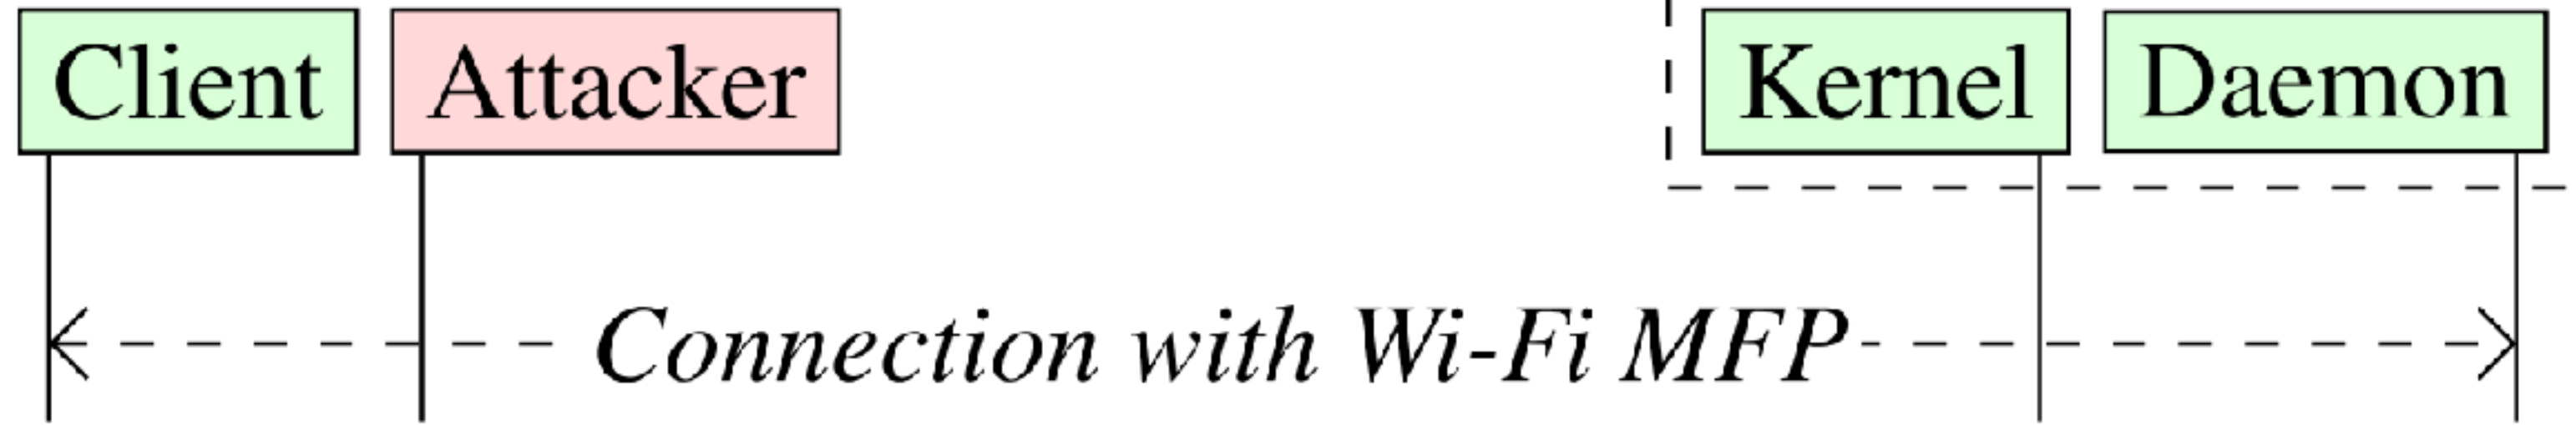 Client Attacker Kernel Daemon
Connection with Wi-Fi MFP